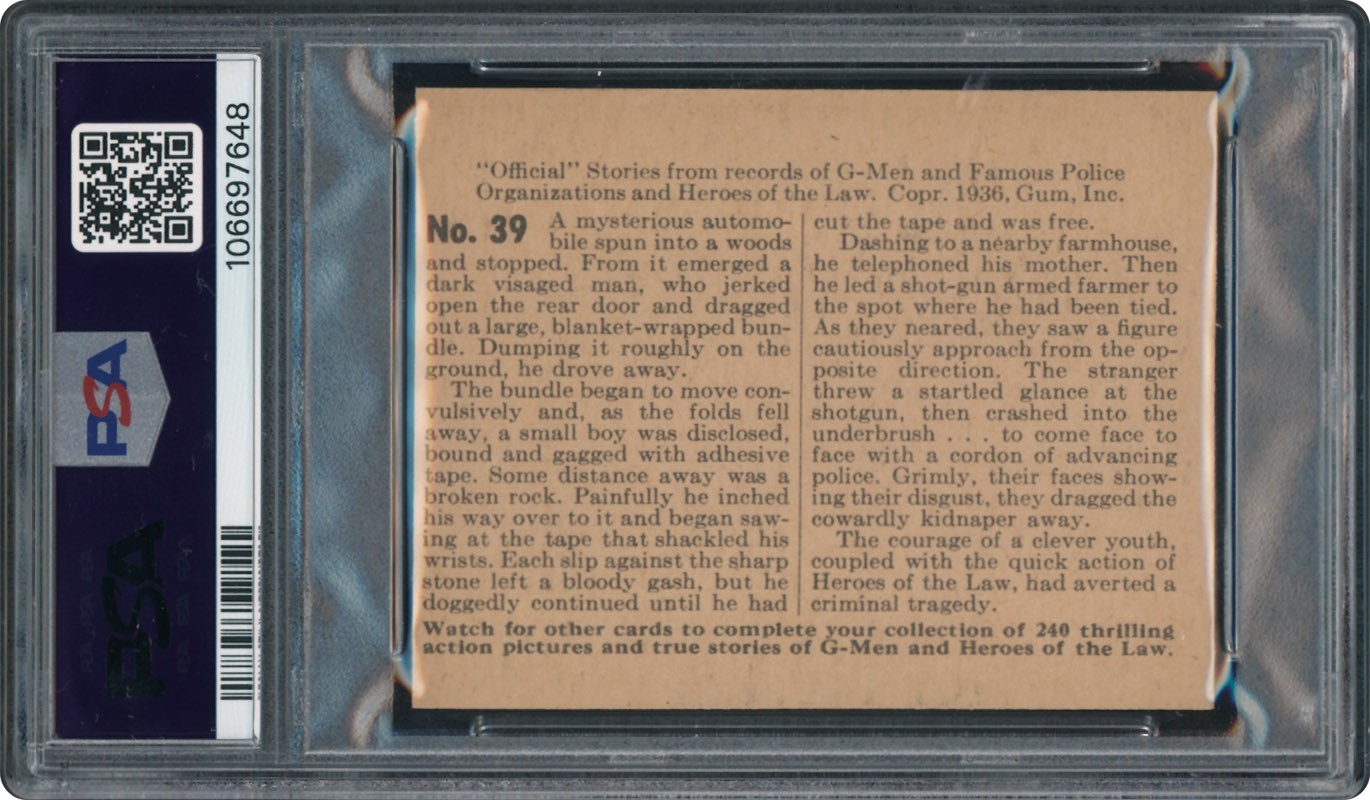 106697648
PSA
PSA
“Official” Stories from records of G-Men and Famous Police
Organizations and Heroes of the Law. Copr. 1936, Gum, Inc.
No. 39 A mysterious automo-
bile spun into a woods
and stopped. From it emerged a
dark visaged man, who jerked
open the rear door and dragged
out a large, blanket-wrapped bun-
dle. Dumping it roughly on the
ground, he drove away.
The bundle began to move con-
vulsively and, as the folds fell
away, a small boy was disclosed,
bound and gagged with adhesive
tape. Some distance away was a
broken rock. Painfully he inched
his way over to it and began saw-
ing at the tape that shackled his
wrists. Each slip against the sharp
stone left a bloody gash, but he
doggedly continued until he had
cut the tape and was free.
Dashing to a nearby farmhouse,
he telephoned his mother. Then
he led a shot-gun armed farmer to
the spot where he had been tied.
As they neared, they saw a figure
cautiously approach from the op-
posite direction. The stranger
threw a startled glance at the
shotgun, then crashed into the
underbrush . . . to come face to
face with a cordon of advancing
police. Grimly, their faces show-
ing their disgust, they dragged the
cowardly kidnaper away.
The courage of a clever youth,
coupled with the quick action of
Heroes of the Law, had averted a
criminal tragedy.
Watch for other cards to complete your collection of 240 thrilling
action pictures and true stories of G-Men and Heroes of the Law.